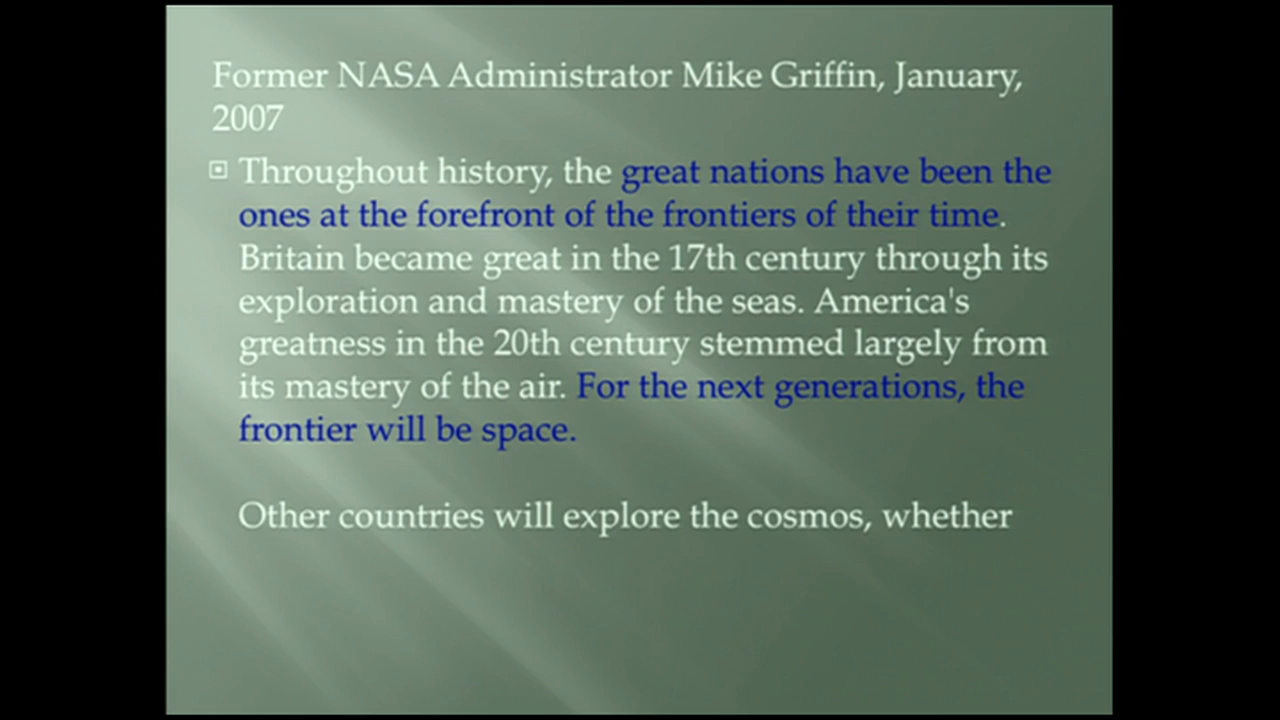 Former NASA Administrator Mike Griffin, January,
2007
Throughout history, the great nations have been the
ones at the forefront of the frontiers of their time.
Britain became great in the 17th century through its
exploration and mastery of the seas. America's
greatness in the 20th century stemmed largely from
its mastery of the air. For the next generations, the
frontier will be space.
Other countries will explore the cosmos, whether